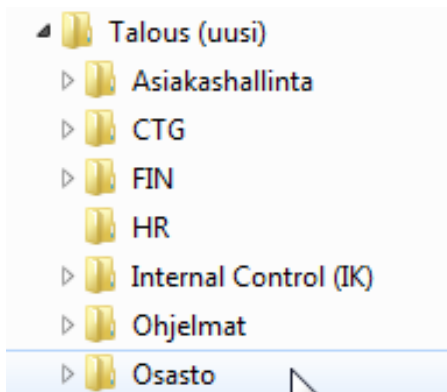 Talous (uusi)
Asiakashallinta
CTG
FIN
HR
Internal Control (IK)
Ohjelmat
Osasto